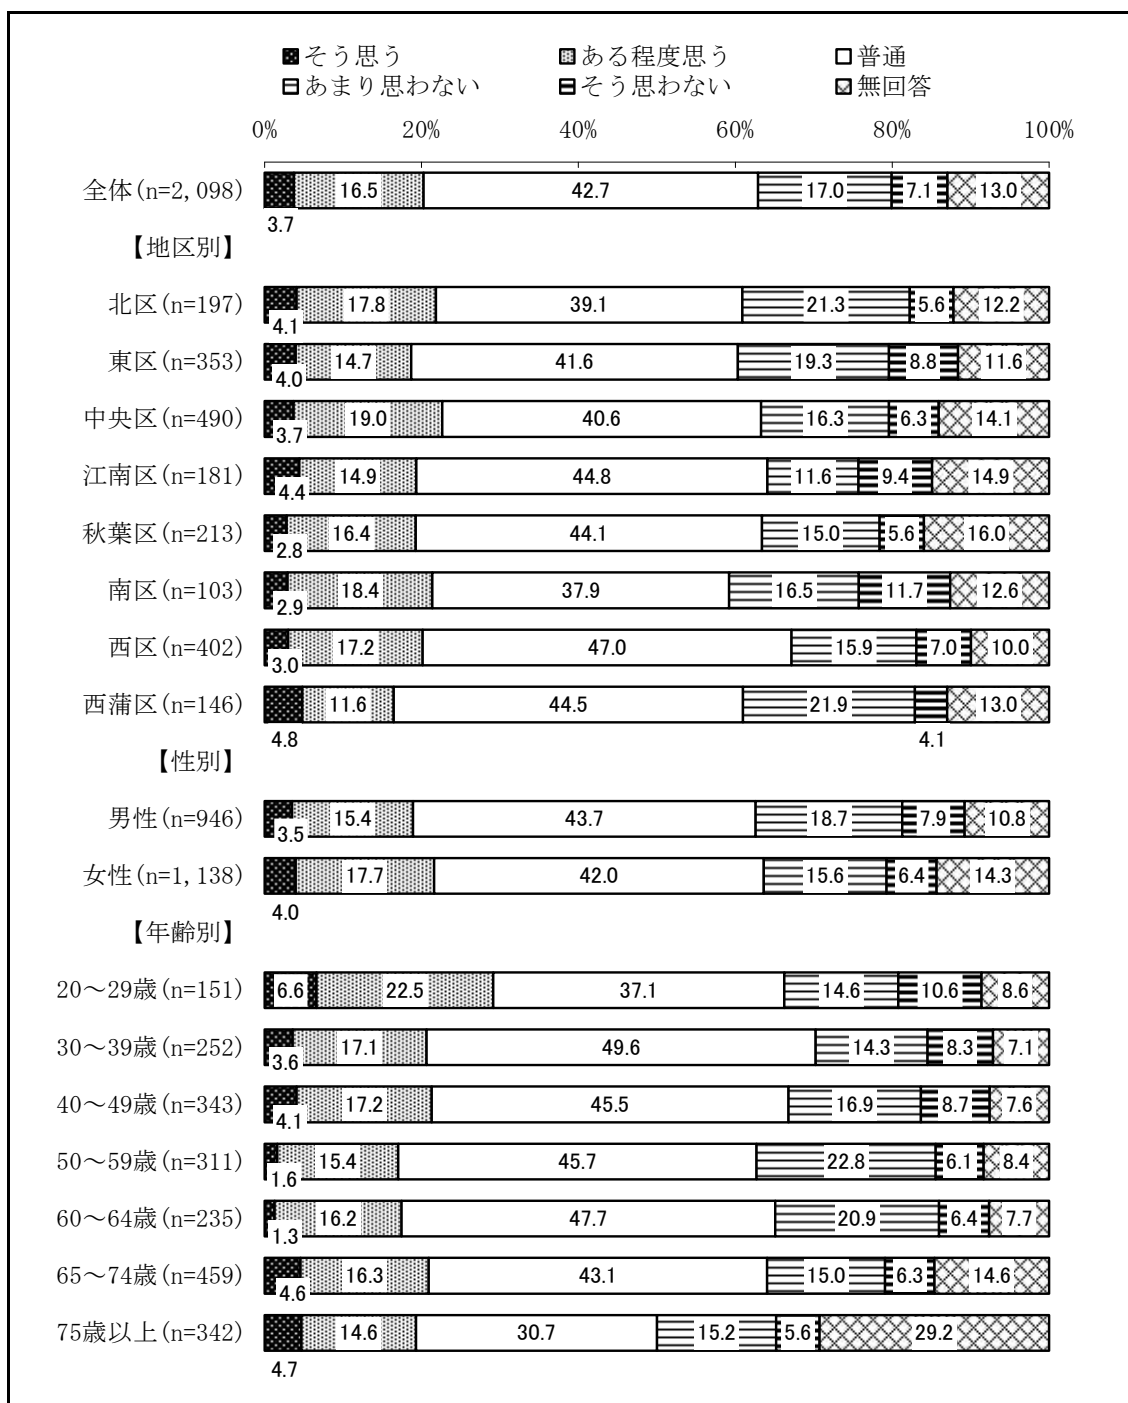 そう思う ある程度思う 普通
あまり思わない そう思わない 無回答
0% 20% 40% 60% 80% 100%
全体(n=2,098) 16.5 42.7 17.0 7.1 13.0
3.7
【地区別】
北区(n=197) 4.1 17.8 39.1 21.3 5.6 12.2
東区(n=353) 4.0 14.7 41.6 19.3 8.8 11.6
中央区(n=490) 3.7 19.0 40.6 16.3 6.3 14.1
江南区(n=181) 4.4 14.9 44.8 11.6 9.4 14.9
秋葉区(n=213) 2.8 16.4 44.1 15.0 5.6 16.0
南区(n=103) 2.9 18.4 37.9 16.5 11.7 12.6
西区(n=402) 3.0 17.2 47.0 15.9 7.0 10.0
西蒲区(n=146) 11.6 44.5 21.9 13.0
4.8 4.1
【性別】
男性(n=946) 3.5 15.4 43.7 18.7 7.9 10.8
女性(n=1,138) 17.7 42.0 15.6 6.4 14.3
4.0
【年齢別】
20～29歳(n=151) 6.6 22.5 37.1 14.6 10.6 8.6
30～39歳(n=252) 3.6 17.1 49.6 14.3 8.3 7.1
40～49歳(n=343) 4.1 17.2 45.5 16.9 8.7 7.6
50～59歳(n=311) 1.6 15.4 45.7 22.8 6.1 8.4
60～64歳(n=235) 1.3 16.2 47.7 20.9 6.4 7.7
65～74歳(n=459) 4.6 16.3 43.1 15.0 6.3 14.6
75歳以上(n=342) 14.6 30.7 15.2 5.6 29.2
4.7